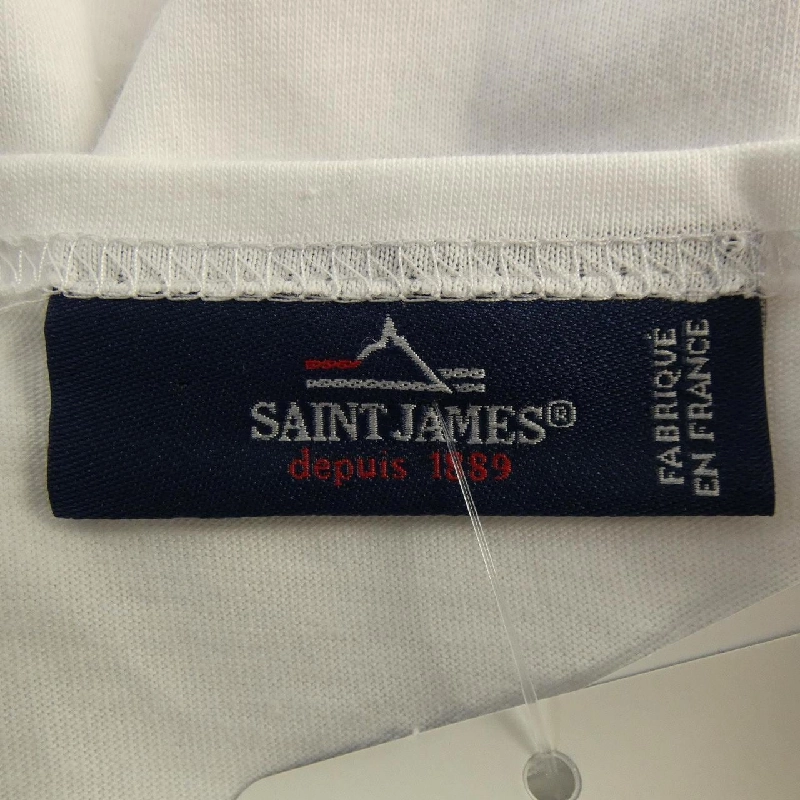 SAINT JAMES®
depuis 1889
FABRIQUÉ
EN FRANCE